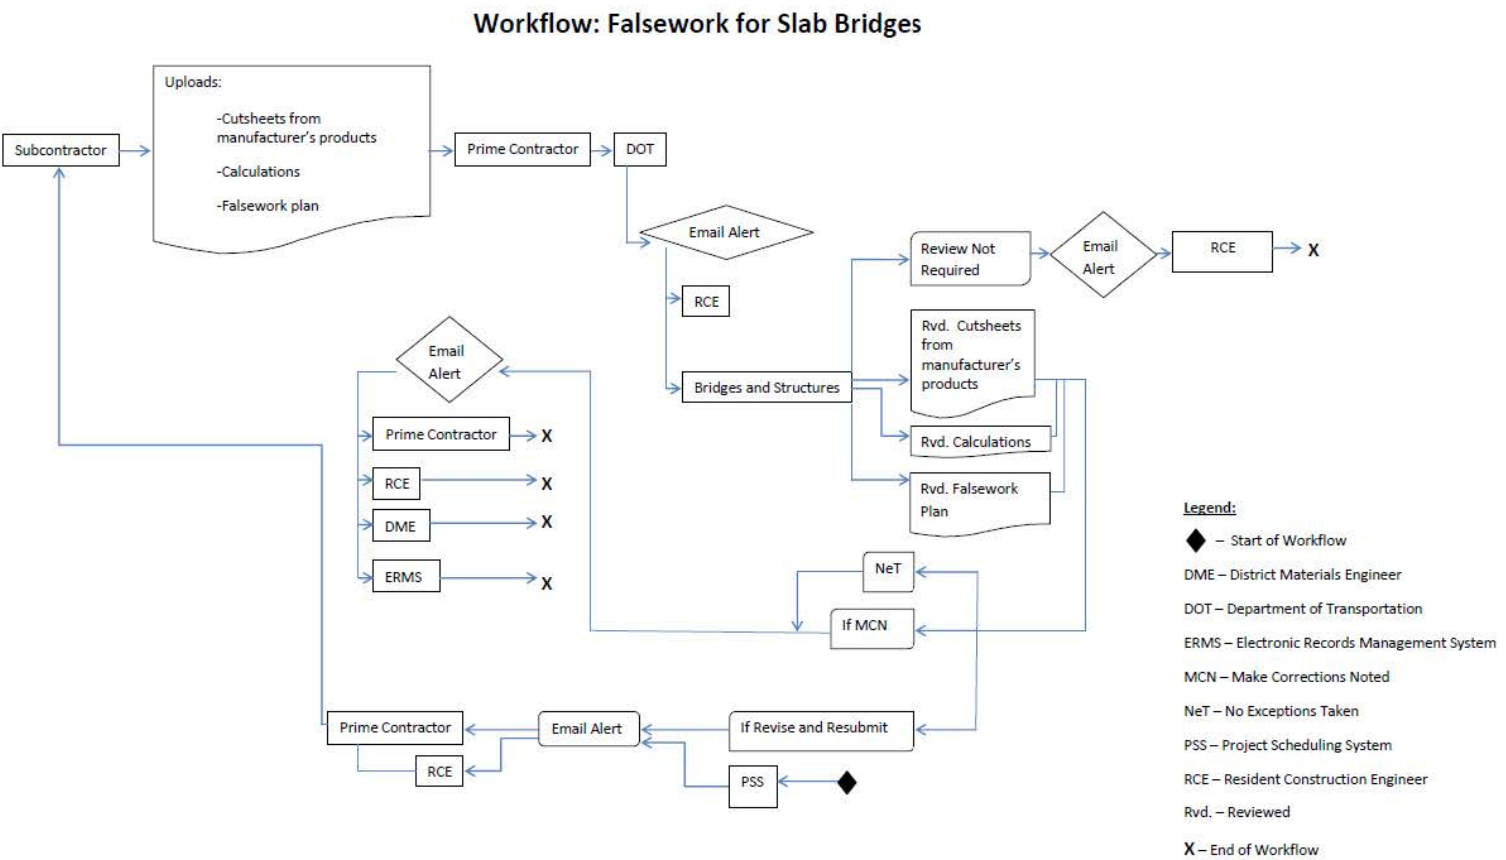 Workflow: Falsework for Slab Bridges
Uploads:
-Cutsheets from
manufacturer's products
-Calculations
-Falsework plan
Subcontractor
Prime Contractor
DOT
Email Alert
RCE
Bridges and Structures
Review Not
Required
Email
Alert
RCE
X
Rvd. Cutsheets
from
manufacturer's
products
Rvd. Calculations
Rvd. Falsework
Plan
Email
Alert
Prime Contractor
X
RCE
X
DME
X
ERMS
X
NeT
If MCN
Prime Contractor
Email Alert
If Revise and Resubmit
RCE
PSS
Legend:
– Start of Workflow
DME – District Materials Engineer
DOT – Department of Transportation
ERMS – Electronic Records Management System
MCN – Make Corrections Noted
NeT – No Exceptions Taken
PSS – Project Scheduling System
RCE – Resident Construction Engineer
Rvd. – Reviewed
X – End of Workflow